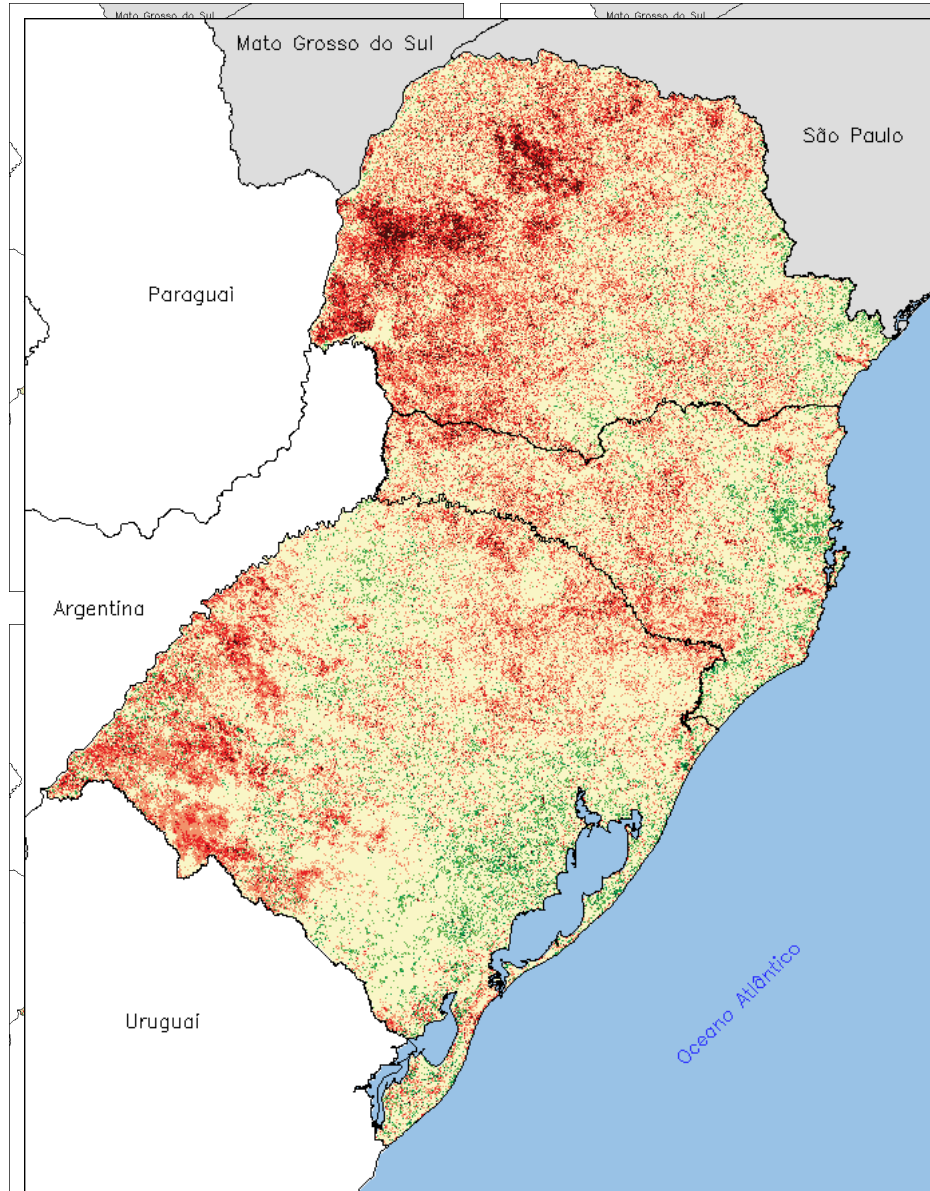 Mato Grosso do Sul
Mato Grosso do Sul
Mato Grosso do Sul
São Paulo
Paraguai
Argentina
Oceano Atlântico
Uruguai